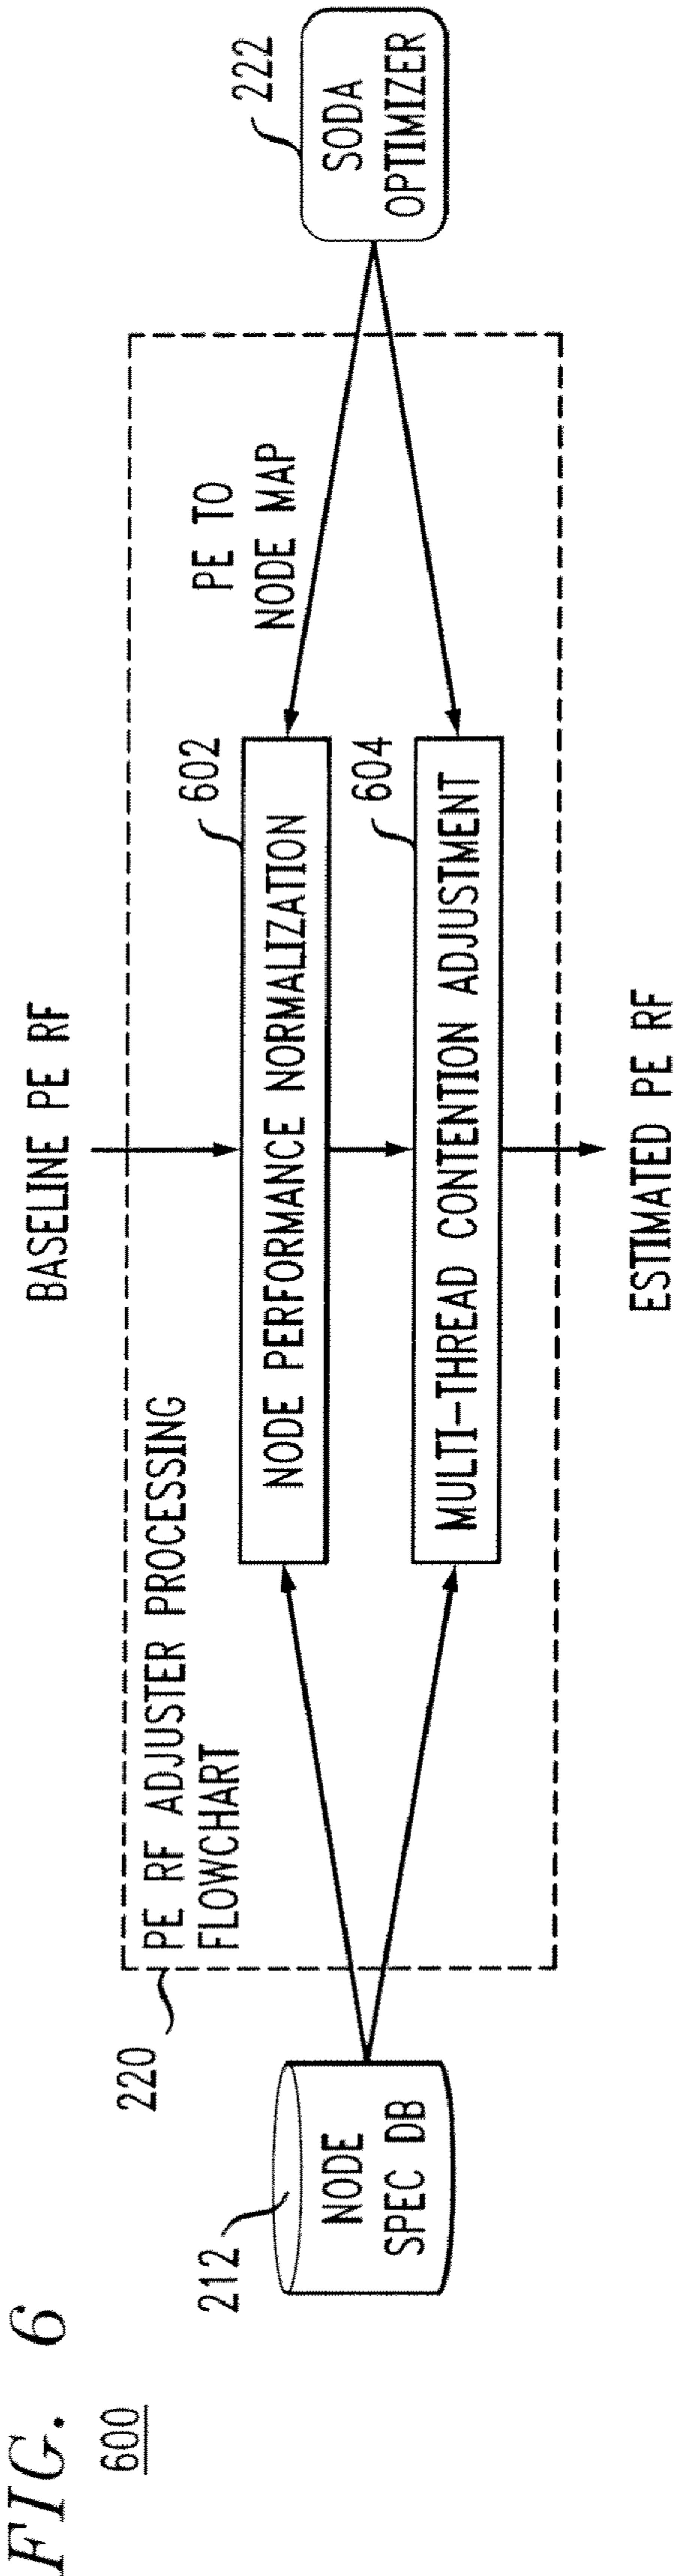 FIG. 6
600
BASELINE PE RF
220
PE RF ADJUSTER PROCESSING
FLOWCHART
PE TO
NODE MAP
212
NODE
SPEC DB
602
NODE PERFORMANCE NORMALIZATION
604
MULTI-THREAD CONTENTION ADJUSTMENT
222
SODA
OPTIMIZER
ESTIMATED PE RF